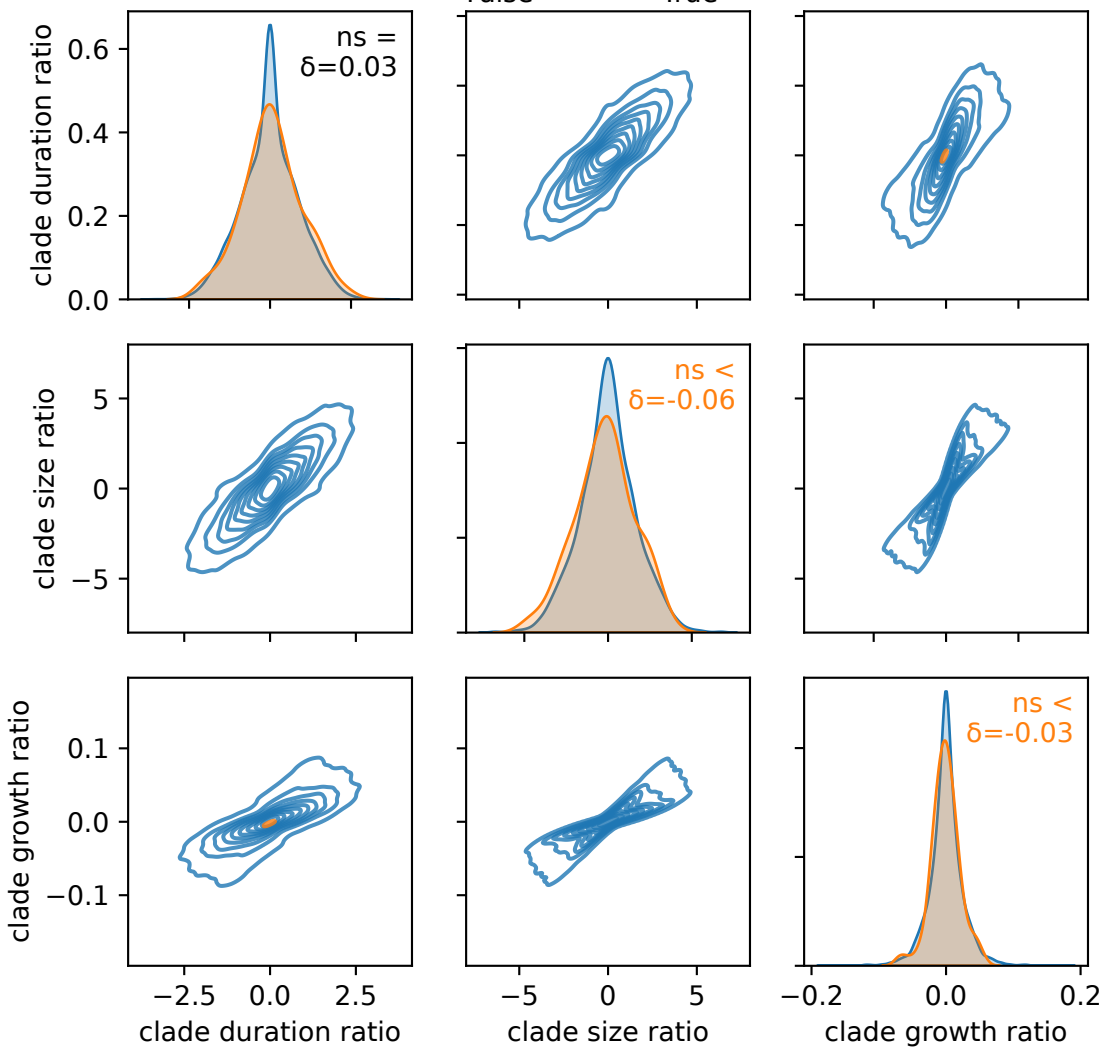 True
clade duration ratio
0.6
0.4
0.2
0.0
ns =
δ=0.03
clade size ratio
5
0
−5
ns <
δ=-0.06
clade growth ratio
0.1
0.0
−0.1
ns <
δ=-0.03
−2.5 0.0 2.5
−5 0 5
−0.2 0.0 0.2
clade duration ratio
clade size ratio
clade growth ratio